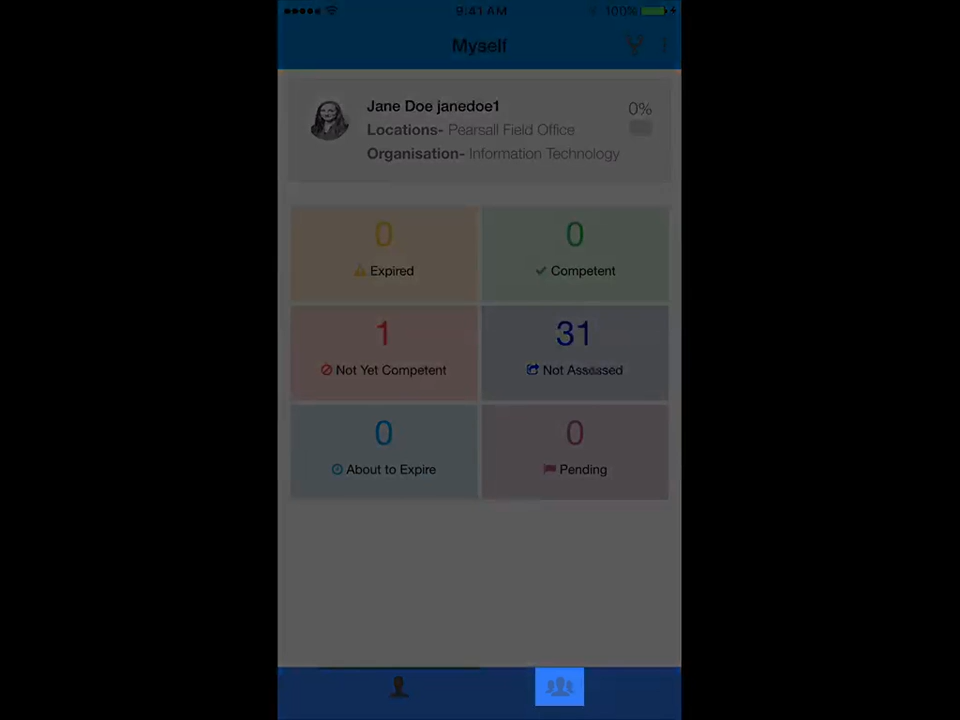 9:41 AM
100%
Myself
Jane Doe janedoe1
0%
Locations- Pearsall Field Office
Organisation- Information Technology
0
Expired
0
Competent
1
Not Yet Competent
31
Not Assessed
0
About to Expire
0
Pending